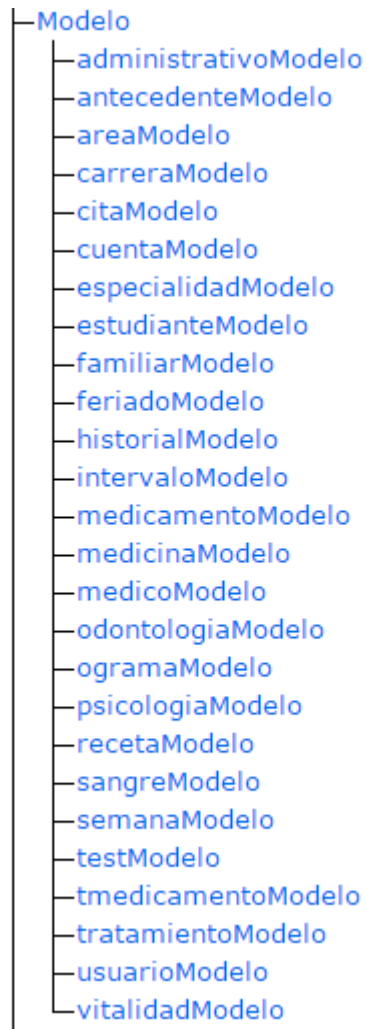 Modelo
administrativoModelo
antecedenteModelo
areaModelo
carreraModelo
citaModelo
cuentaModelo
especialidadModelo
estudianteModelo
familiarModelo
feriadoModelo
historialModelo
intervaloModelo
medicamentoModelo
medicinaModelo
medicoModelo
odontologiaModelo
ogramaModelo
psicologiaModelo
recetaModelo
sangreModelo
semanaModelo
testModelo
tmedicamentoModelo
tratamientoModelo
usuarioModelo
vitalidadModelo